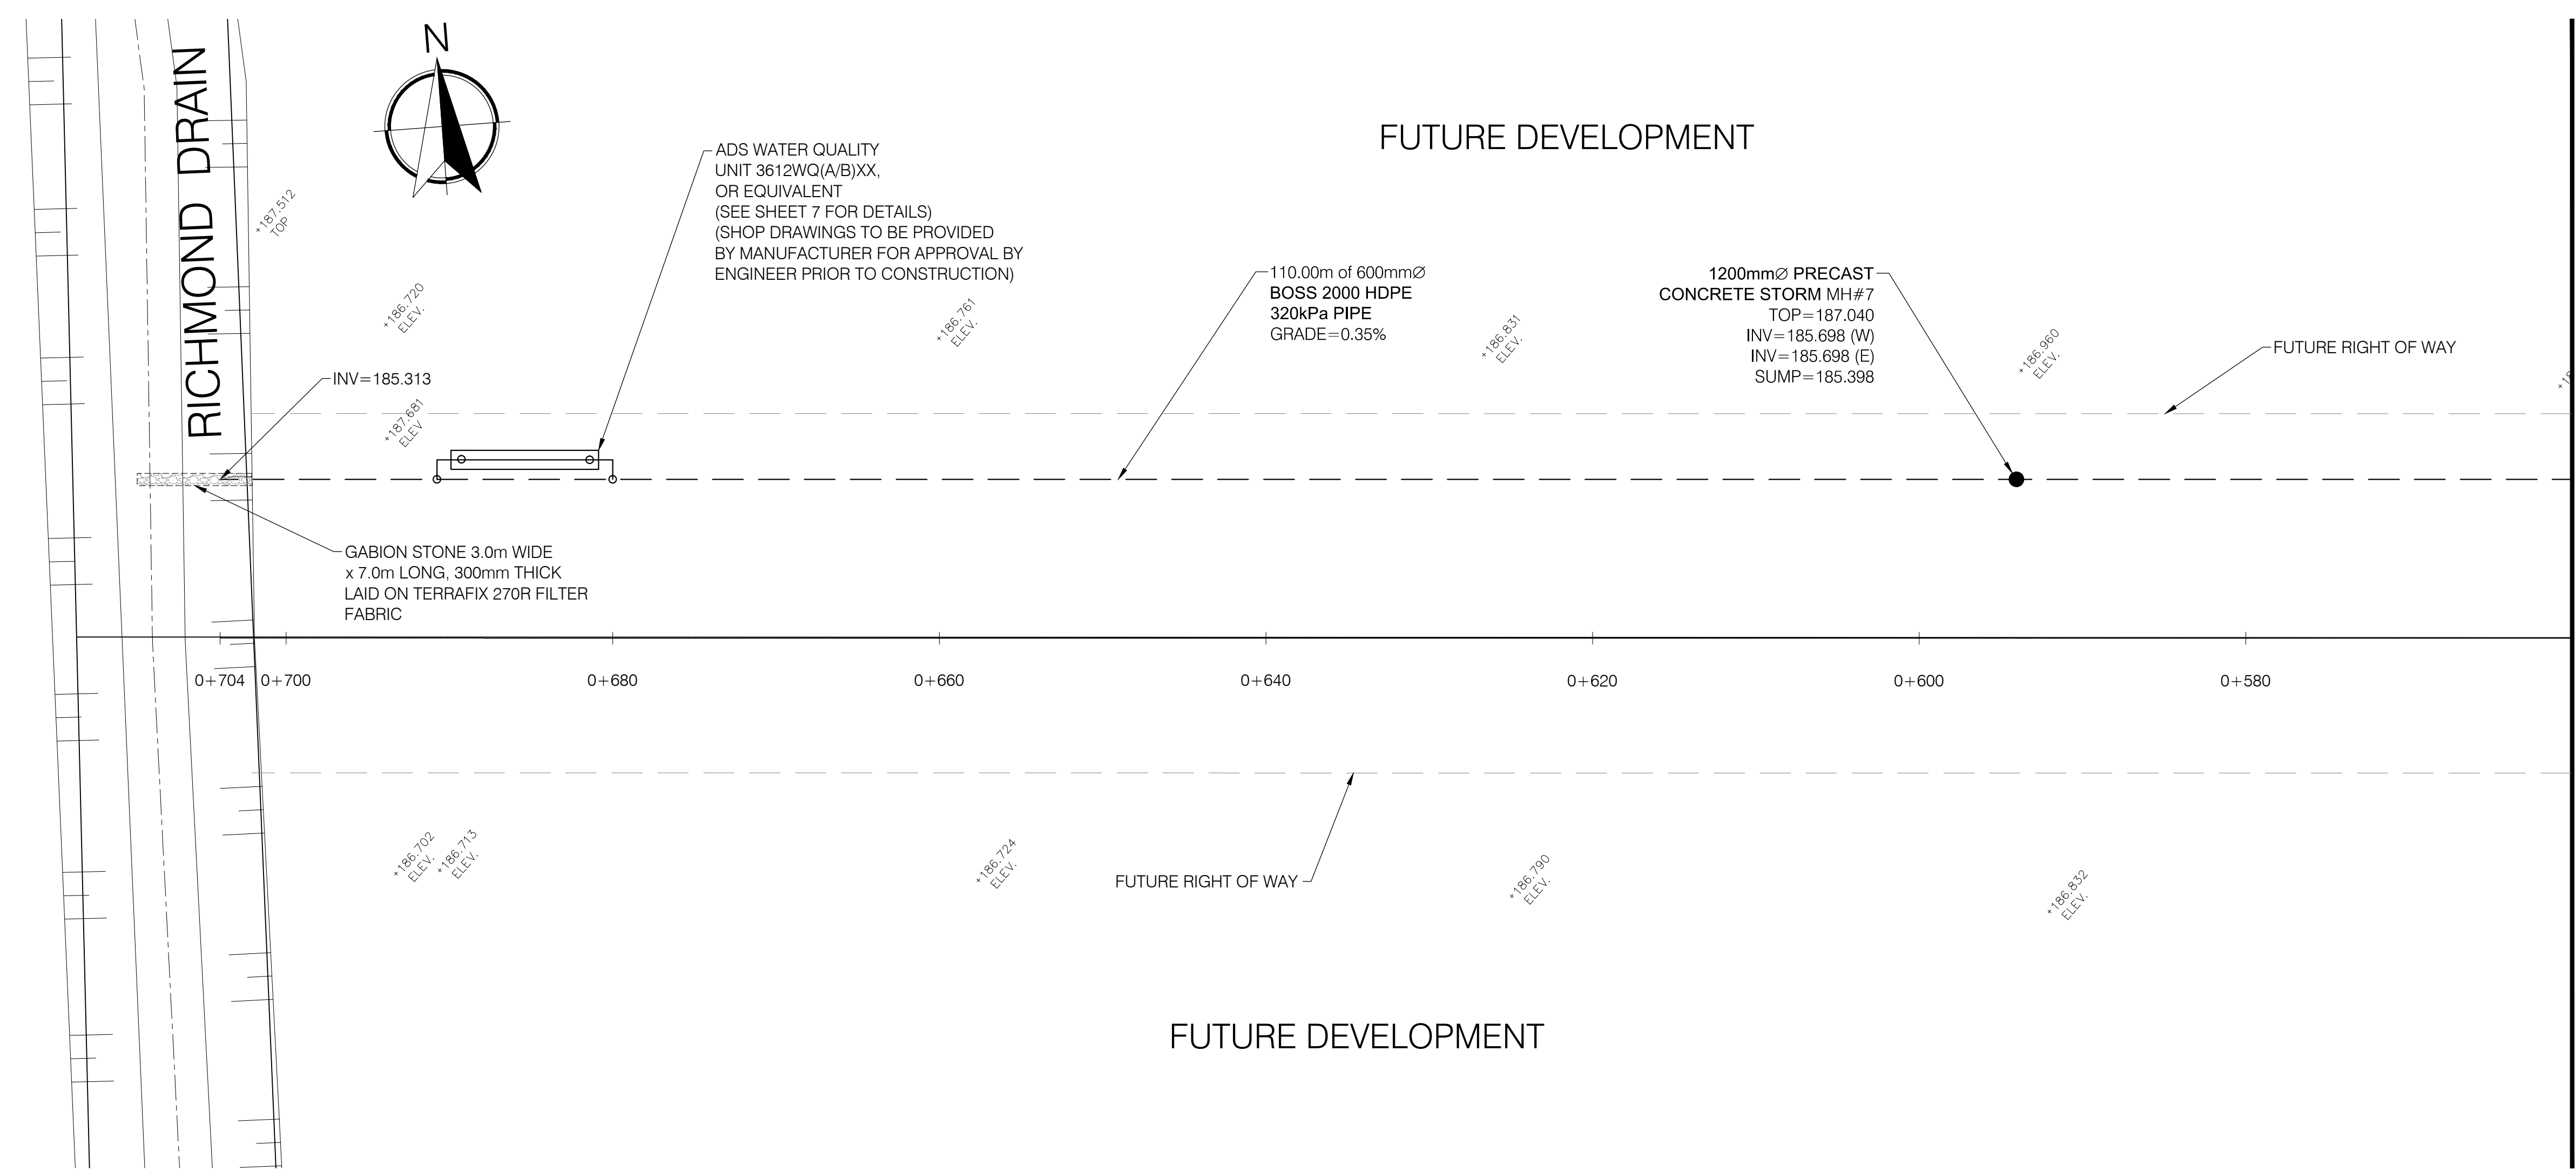 N
RICHMOND DRAIN
FUTURE DEVELOPMENT
ADS WATER QUALITY
UNIT 3612WQ(A/B)XX,
OR EQUIVALENT
(SEE SHEET 7 FOR DETAILS)
(SHOP DRAWINGS TO BE PROVIDED
BY MANUFACTURER FOR APPROVAL BY
ENGINEER PRIOR TO CONSTRUCTION)
+187.512
TOP
110.00m of 600mmØ
BOSS 2000 HDPE
320kPa PIPE
GRADE=0.35%
1200mmØ PRECAST
CONCRETE STORM MH#7
TOP=187.040
INV=185.698 (W)
INV=185.698 (E)
SUMP=185.398
+186.720
ELEV.
+186.761
ELEV.
+186.831
ELEV.
+186.960
ELEV.
FUTURE RIGHT OF WAY
INV=185.313
+187.681
ELEV
GABION STONE 3.0m WIDE
x 7.0m LONG, 300mm THICK
LAID ON TERRAFIX 270R FILTER
FABRIC
0+704
0+700
0+680
0+660
0+640
0+620
0+600
0+580
+186.702
ELEV.
+186.713
ELEV.
+186.724
ELEV.
+186.790
ELEV.
+186.832
ELEV.
FUTURE RIGHT OF WAY
FUTURE DEVELOPMENT